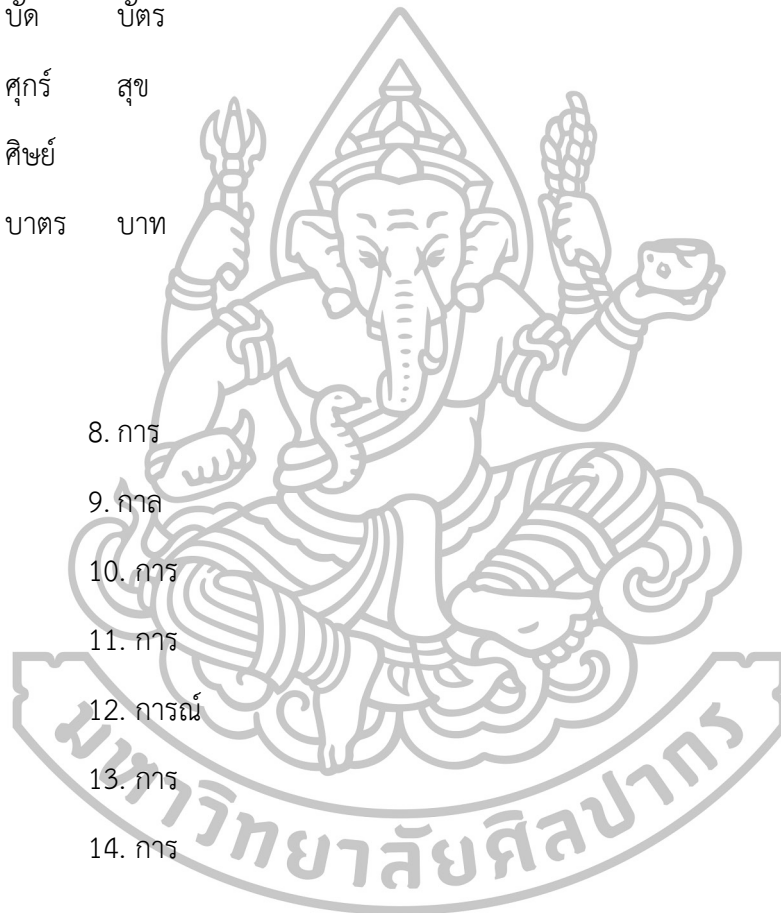 บัด บัตร
ศุกร์ สุข
ศิษย์
บาตร บาท
8. การ
9. กาล
10. การ
11. การ
12. การณ์
13. การ
14. การ
มหาวิทยาลัยศิลปากร